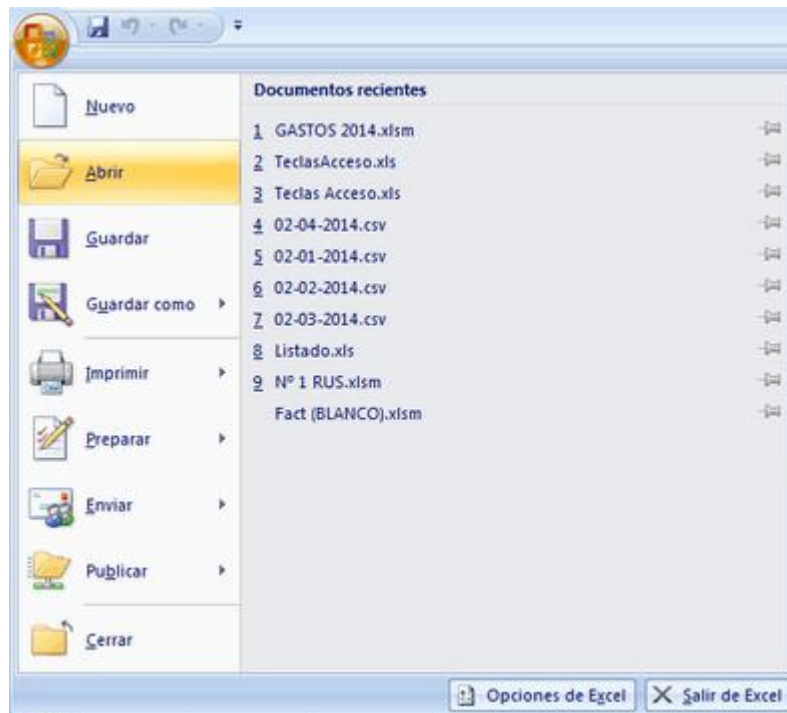 Nuevo
Abrir
Guardar
Guardar como
Imprimir
Preparar
Enviar
Publicar
Cerrar
Documentos recientes
1 GASTOS 2014.xlsm
2 TeclasAcceso.xls
3 Teclas Acceso.xls
4 02-04-2014.csv
5 02-01-2014.csv
6 02-02-2014.csv
7 02-03-2014.csv
8 Listado.xls
9 Nº 1 RUS.xlsm
Fact (BLANCO).xlsm
Opciones de Excel
Salir de Excel